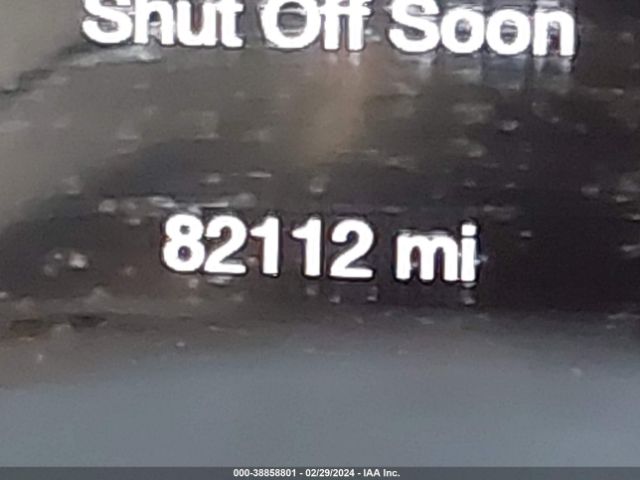 Shut Off Soon
82112 mi
000-38858801 - 02/29/2024 - IAA Inc.